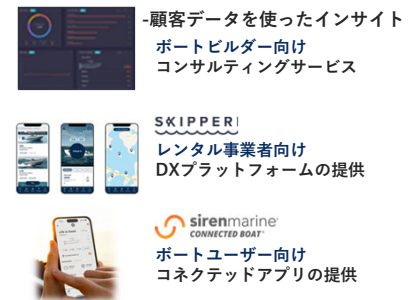 -顧客データを使ったインサイト
ボートビルダー向け
コンサルティングサービス
SKIPPERI
レンタル事業者向け
DXプラットフォームの提供
sirenmarine
CONNECTED BOAT
ボートユーザー向け
コネクテッドアプリの提供